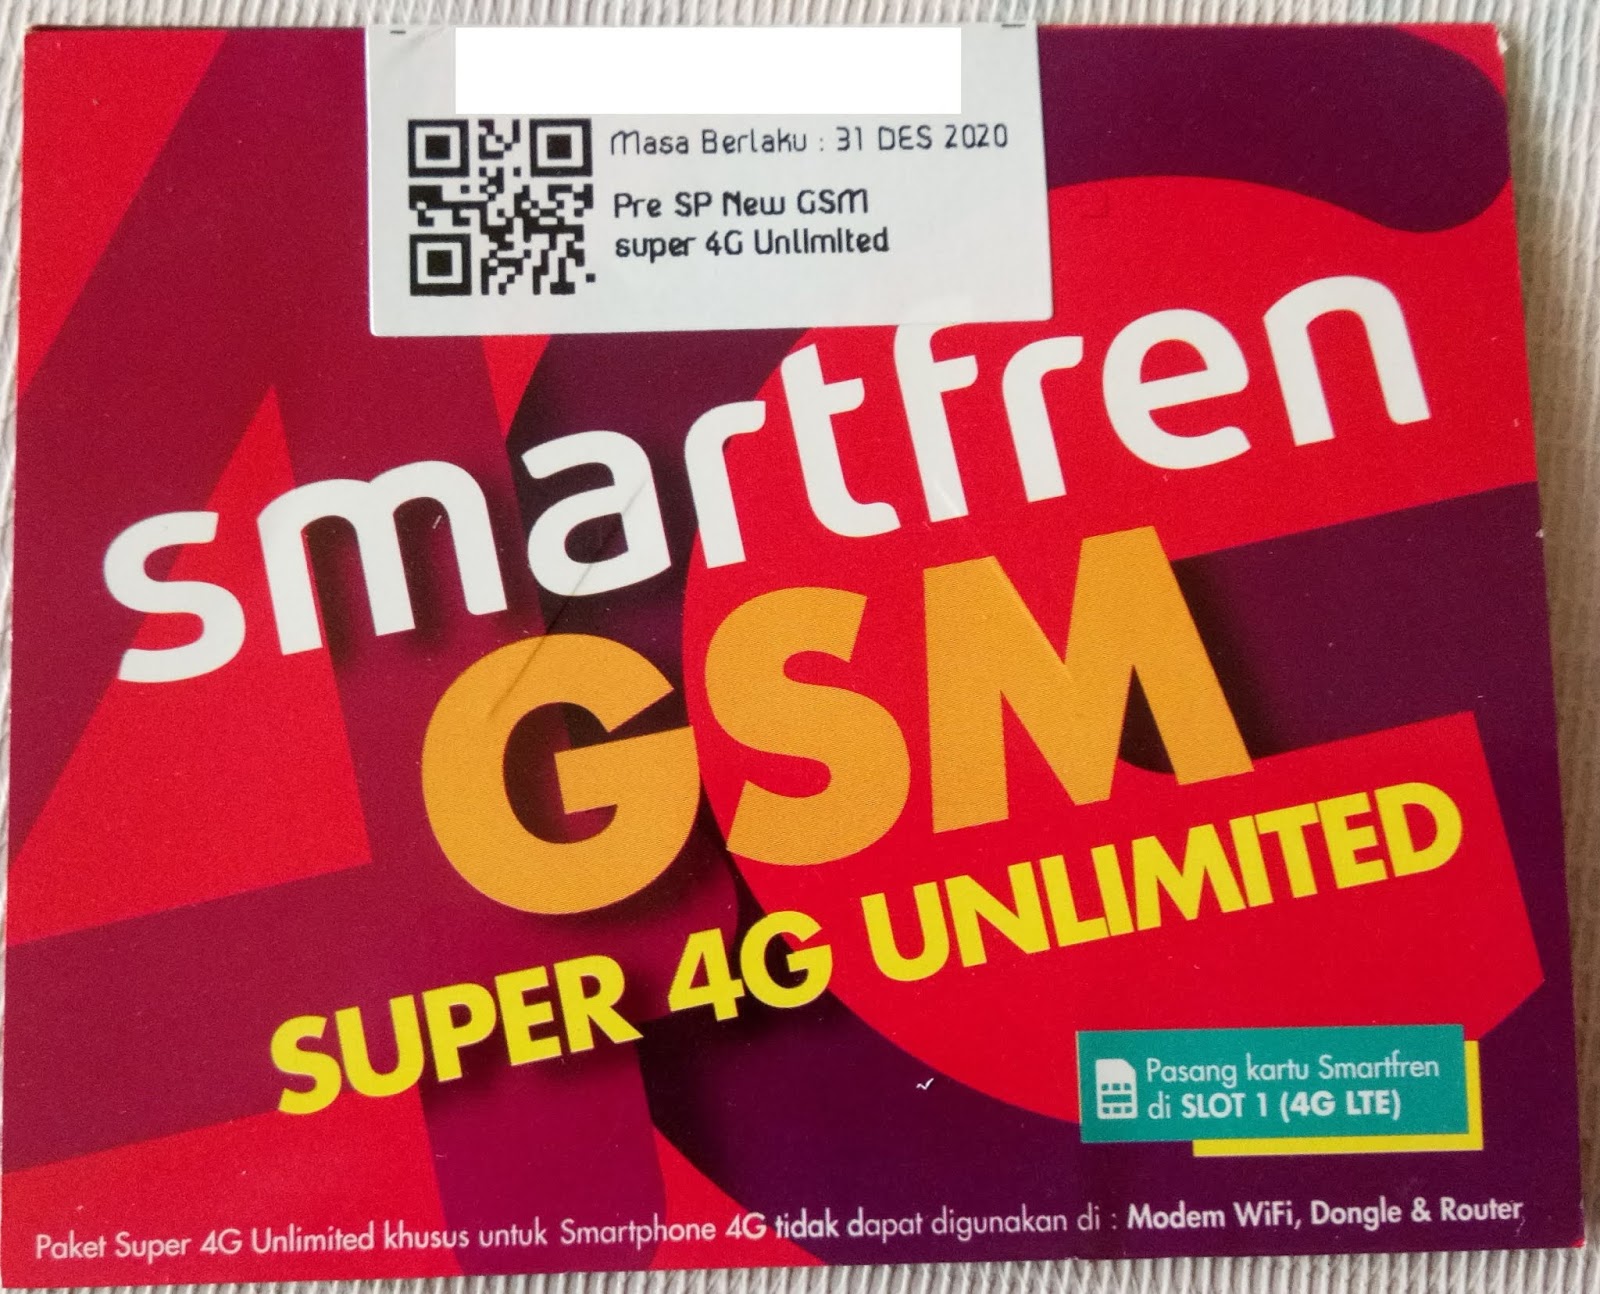 Masa Berlaku : 31 DES 2020
Pre SP New GSM
super 4G Unlimited
smartfren
GSM
SUPER 4G UNLIMITED
Pasang kartu Smartfren
di SLOT 1 (4G LTE)
Paket Super 4G Unlimited khusus untuk Smartphone 4G tidak dapat digunakan di : Modem WiFi, Dongle & Router